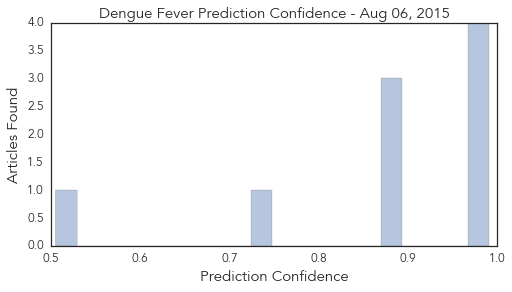 Dengue Fever Prediction Confidence - Aug 06, 2015
4.0
3.5
3.0
2.5
2.0
1.5
1.0
0.5
0.0
Articles Found
0.5 0.6 0.7 0.8 0.9 1.0
Prediction Confidence